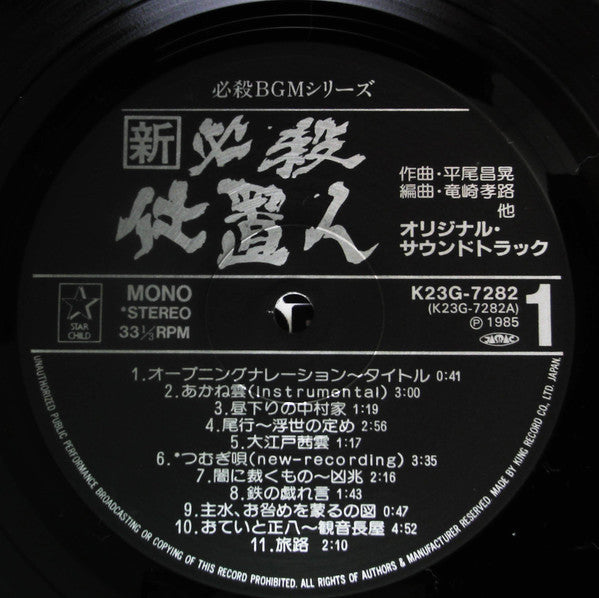 必殺BGMシリーズ
新必殺
仕置人
作曲・平尾昌晃
編曲・竜崎孝路
他
オリジナル・
サウンドトラック
STAR
CHILD
MONO
*STEREO
33 1/3 RPM
K23G-7282
(K23G-7282A)
Ⓟ 1985
JASRAC
1
1.オープニングナレーション〜タイトル 0:41
2.あかね雲(Instrumental) 3:00
3.昼下りの中村家 1:19
4.尾行〜浮世の定め 2:56
5.大江戸茜雲 1:17
6.*つむぎ唄(new-recording) 3:35
7.闇に裁くもの〜凶兆 2:16
8.鉄の戯れ言 1:43
9.主水、お咎めを蒙るの図 0:47
10.おていと正八〜観音長屋 4:52
11.旅路 2:10
UNAUTHORIZED PUBLIC PERFORMANCE BROADCASTING OR COPYING OF THIS RECORD PROHIBITED. ALL RIGHTS OF AUTHORS & MANUFACTURER RESERVED. MADE BY KING RECORD CO., LTD. JAPAN.